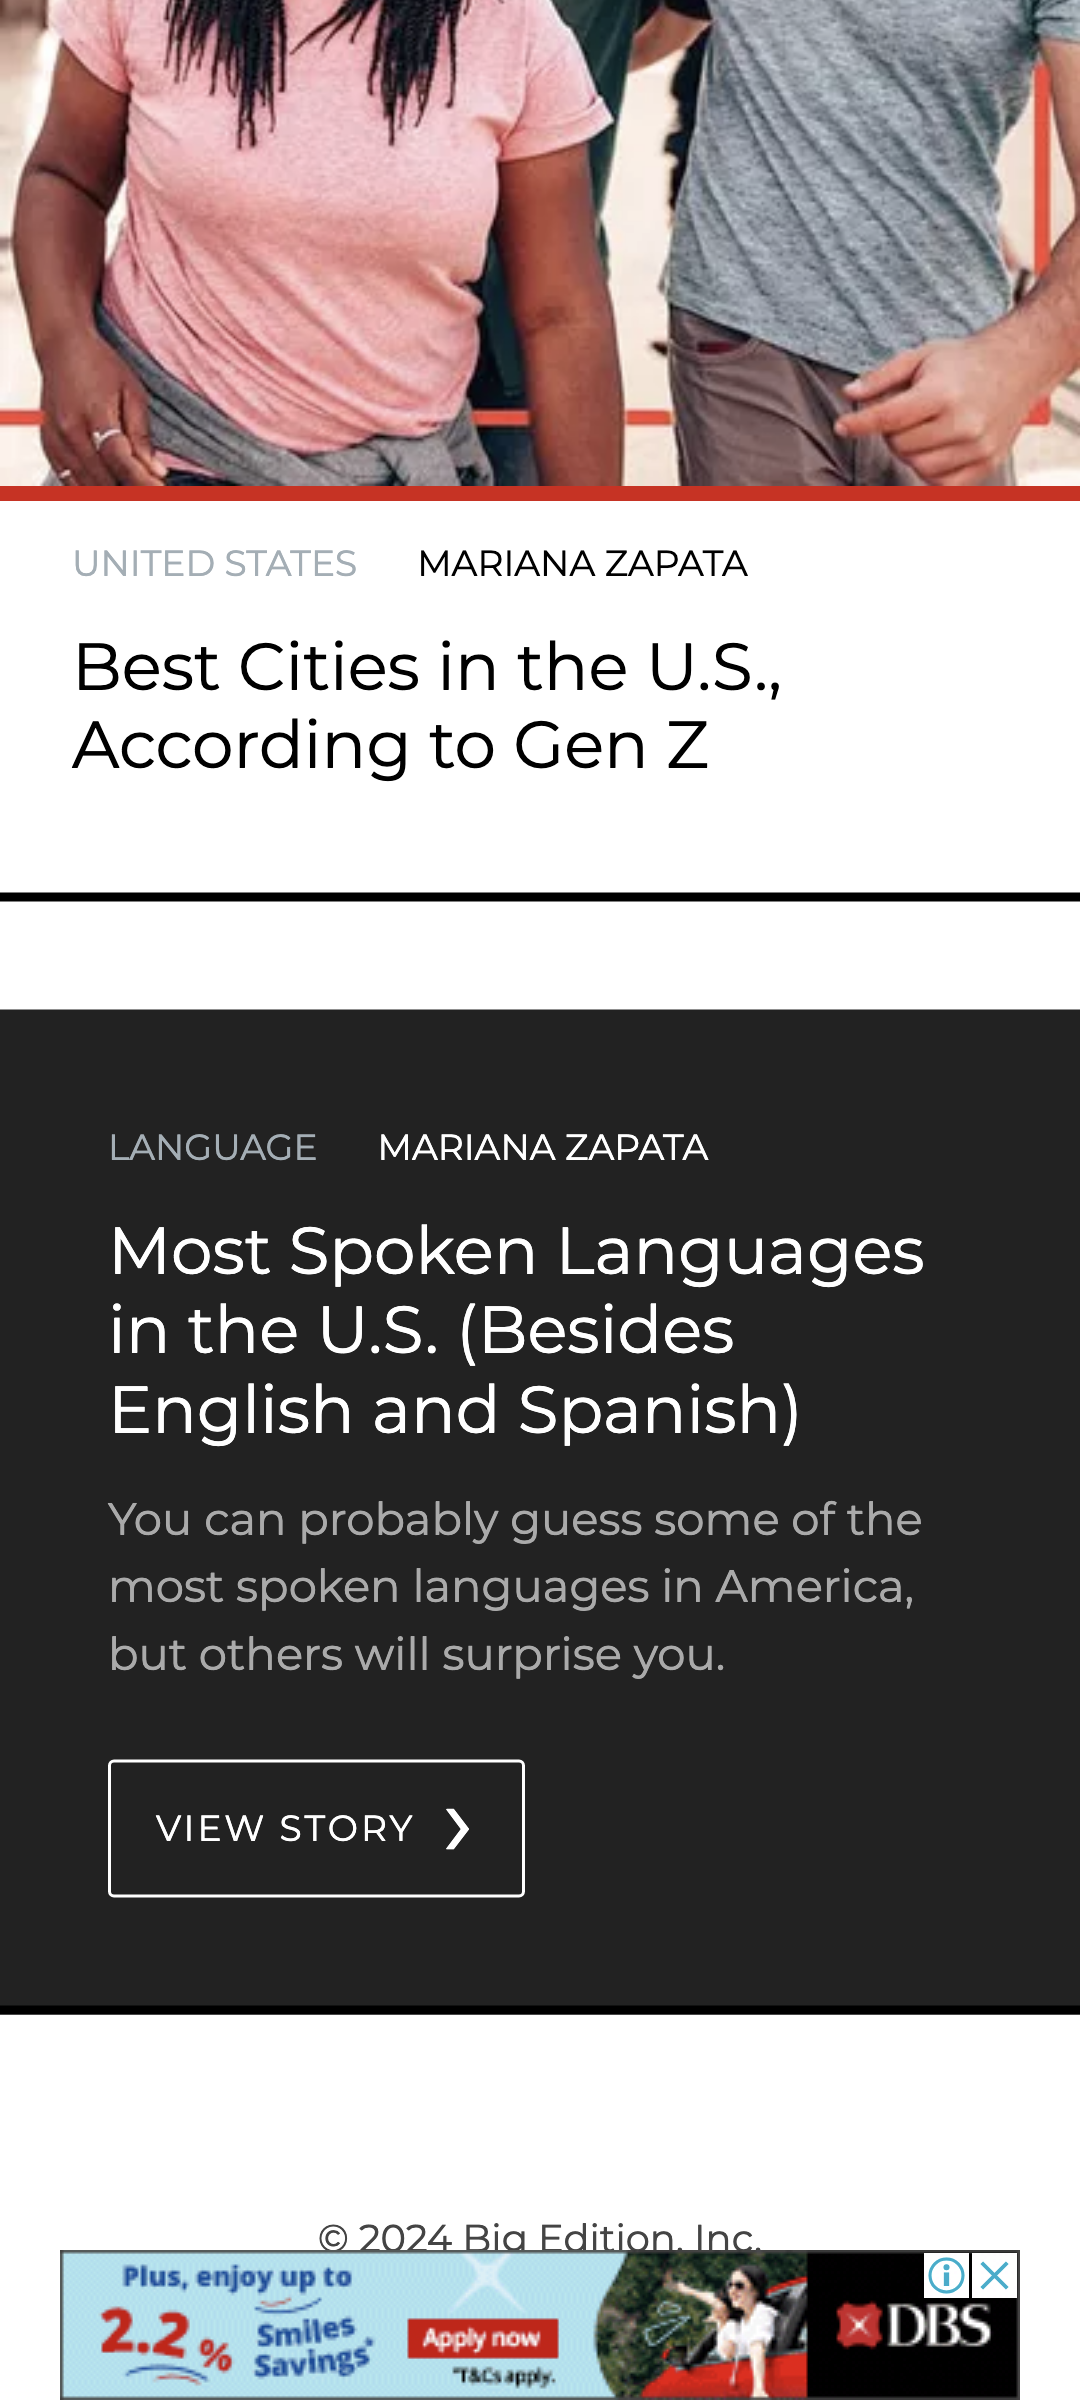 UNITED STATES MARIANA ZAPATA
Best Cities in the U.S.,
According to Gen Z
LANGUAGE MARIANA ZAPATA
Most Spoken Languages
in the U.S. (Besides
English and Spanish)
You can probably guess some of the
most spoken languages in America,
but others will surprise you.
VIEW STORY
© 2024 Big Edition, Inc.
Plus, enjoy up to
2.2% Smiles
Savings*
Apply now
*T&Cs apply.
DBS